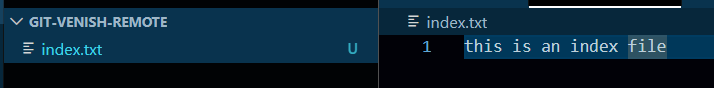 GIT-VENISH-REMOTE
index.txt U
index.txt
1 this is an index file